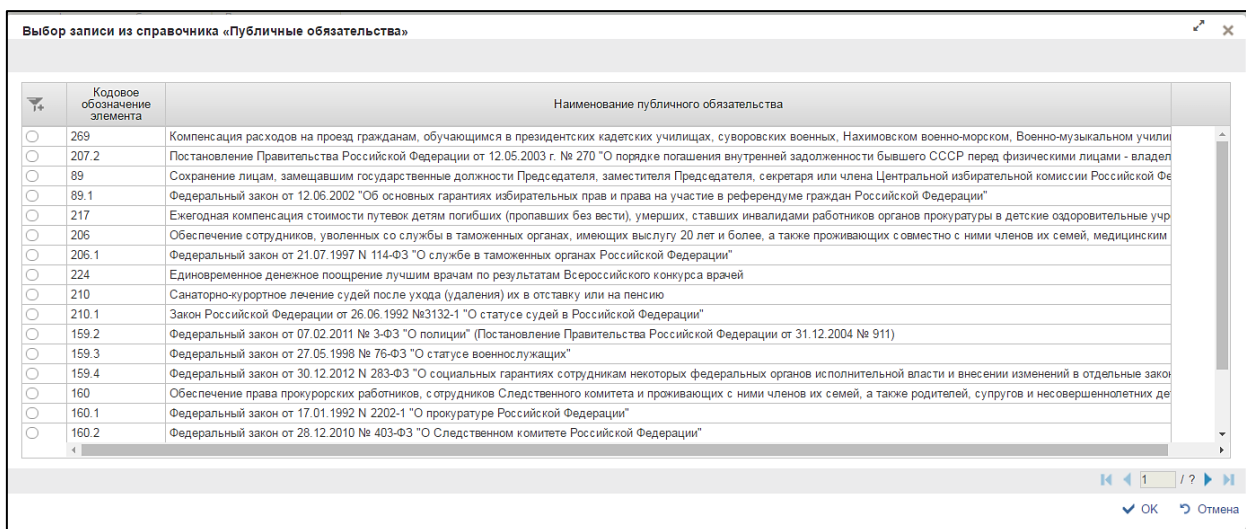 Выбор записи из справочника «Публичные обязательства»
Кодовое
обозначение
элемента
Наименование публичного обязательства
269 Компенсация расходов на проезд гражданам, обучающимся в президентских кадетских училищах, суворовских военных, Нахимовском военно-морском, Военно-музыкальном
207.2 Постановление Правительства Российской Федерации от 12.05.2003 г. № 270 "О порядке погашения внутренней задолженности бывшего СССР перед физическими лицами -
89 Сохранение лицам, замещавшим государственные должности Председателя, заместителя Председателя, секретаря или члена Центральной избирательной комиссии Российской
89.1 Федеральный закон от 12.06.2002 "Об основных гарантиях избирательных прав и права на участие в референдуме граждан Российской Федерации"
217 Ежегодная компенсация стоимости путевок детям погибших (пропавших без вести), умерших, ставших инвалидами работников органов прокуратуры в детские оздоровительные
206 Обеспечение сотрудников, уволенных со службы в таможенных органах, имеющих выслугу 20 лет и более, а также проживающих совместно с ними членов их семей, медицинским
206.1 Федеральный закон от 21.07.1997 N 114-ФЗ "О службе в таможенных органах Российской Федерации"
224 Единовременное денежное поощрение лучшим врачам по результатам Всероссийского конкурса врачей
210 Санаторно-курортное лечение судей после ухода (удаления) их в отставку или на пенсию
210.1 Закон Российской Федерации от 26.06.1992 №3132-1 "О статусе судей в Российской Федерации"
159.2 Федеральный закон от 07.02.2011 № 3-ФЗ "О полиции" (Постановление Правительства Российской Федерации от 31.12.2004 № 911)
159.3 Федеральный закон от 27.05.1998 № 76-ФЗ "О статусе военнослужащих"
159.4 Федеральный закон от 30.12.2012 N 283-ФЗ "О социальных гарантиях сотрудникам некоторых федеральных органов исполнительной власти и внесении изменений в отдельные
160 Обеспечение права прокурорских работников, сотрудников Следственного комитета и проживающих с ними членов их семей, а также родителей, супругов и несовершеннолетних
160.1 Федеральный закон от 17.01.1992 N 2202-1 "О прокуратуре Российской Федерации"
160.2 Федеральный закон от 28.12.2010 № 403-ФЗ "О Следственном комитете Российской Федерации"
1 / ?
OK Отмена